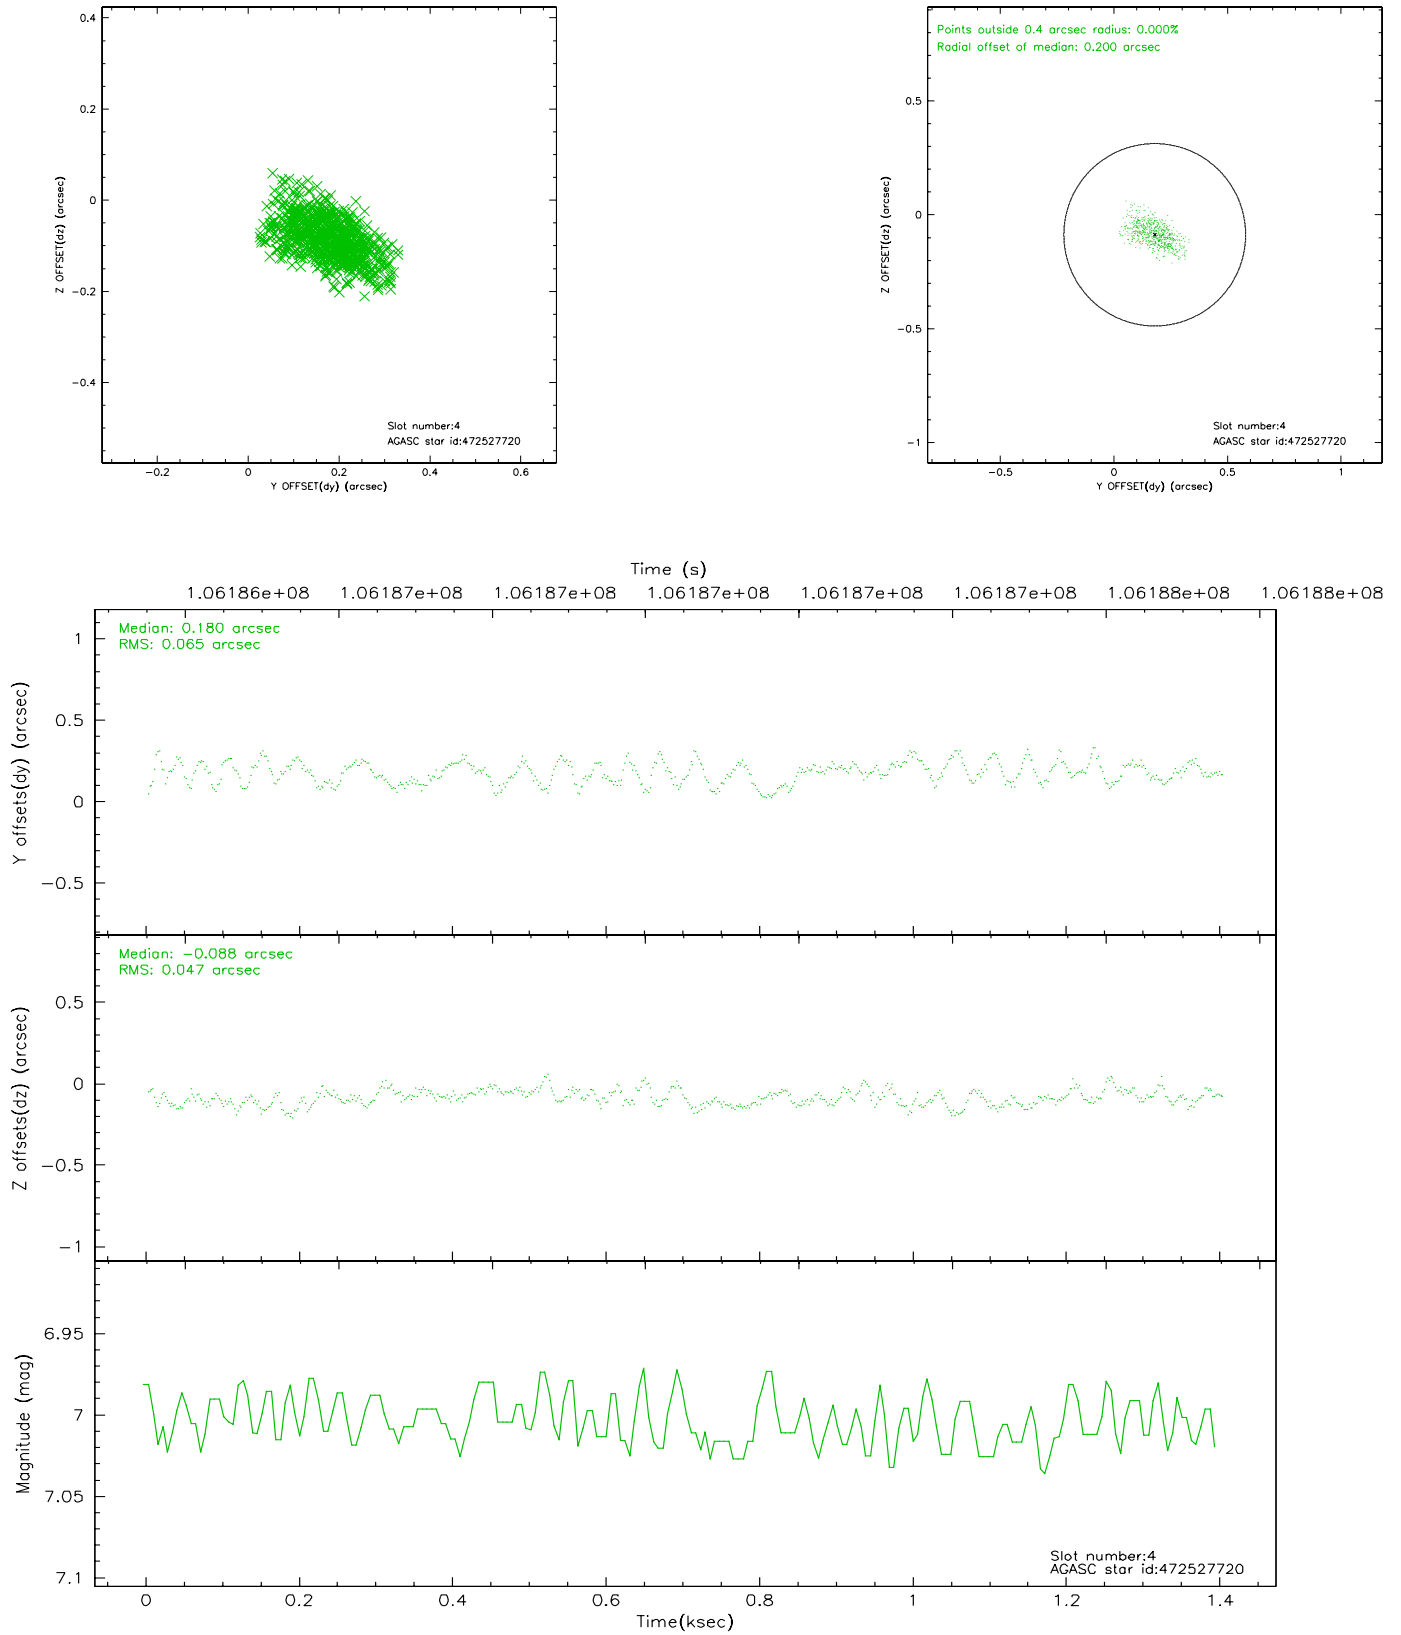 0.4
0.2
0
-0.2
-0.4
Z OFFSET(dz) (arcsec)
Slot number:4
AGASC star id:472527720
-0.2 0 0.2 0.4 0.6
Y OFFSET(dy) (arcsec)
Points outside 0.4 arcsec radius: 0.000%
Radial offset of median: 0.200 arcsec
0.5
0
-0.5
-1
Z OFFSET(dz) (arcsec)
Slot number:4
AGASC star id:472527720
-0.5 0 0.5 1
Y OFFSET(dy) (arcsec)
Time (s)
1.06186e+08 1.06187e+08 1.06187e+08 1.06187e+08 1.06187e+08 1.06187e+08 1.06188e+08 1.06188e+08
Median: 0.180 arcsec
RMS: 0.065 arcsec
1
0.5
0
-0.5
Y offsets(dy) (arcsec)
Median: -0.088 arcsec
RMS: 0.047 arcsec
0.5
0
-0.5
-1
Z offsets(dz) (arcsec)
6.95
7
7.05
7.1
Magnitude (mag)
Slot number:4
AGASC star id:472527720
0 0.2 0.4 0.6 0.8 1 1.2 1.4
Time(ksec)